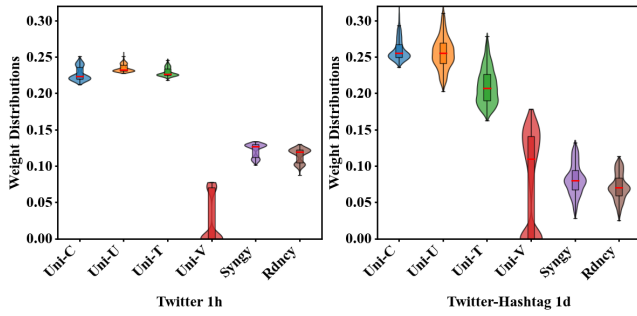 Weight Distributions
0.30
0.25
0.20
0.15
0.10
0.05
0.00
Uni-C
Uni-U
Uni-T
Uni-V
Syngy
Rdncy
Twitter 1h
Weight Distributions
0.30
0.25
0.20
0.15
0.10
0.05
0.00
Uni-C
Uni-U
Uni-T
Uni-V
Syngy
Rdncy
Twitter-Hashtag 1d